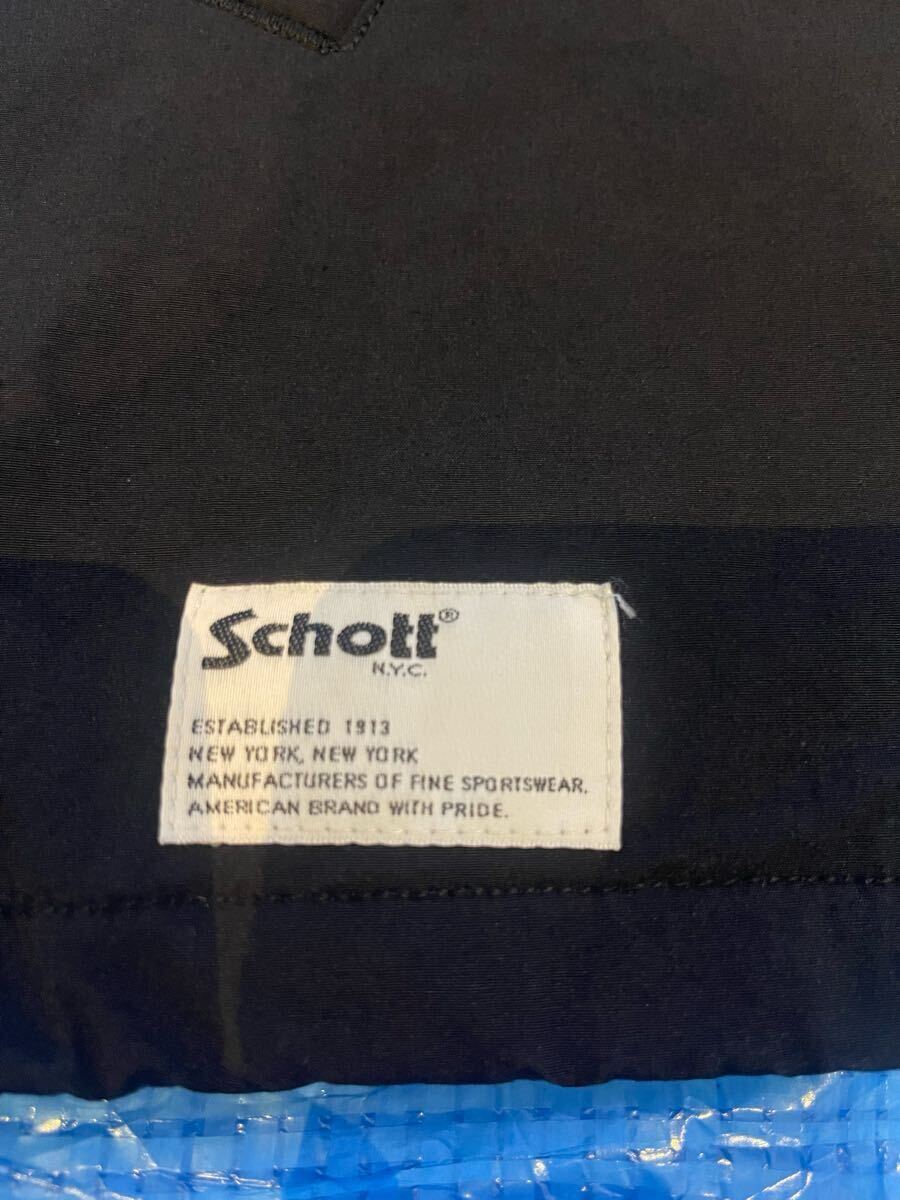 Schott®
N.Y.C.
ESTABLISHED 1913
NEW YORK, NEW YORK
MANUFACTURERS OF FINE SPORTSWEAR.
AMERICAN BRAND WITH PRIDE.